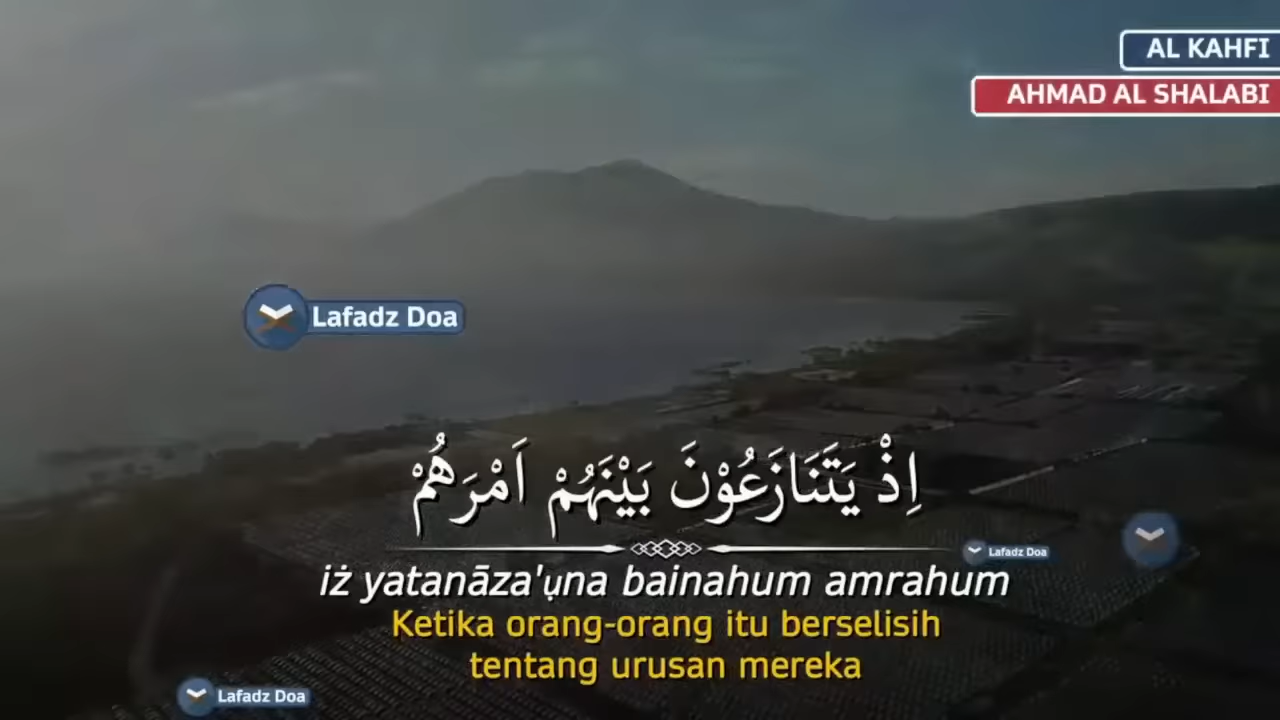 AL KAHFI
AHMAD AL SHALABI
Lafadz Doa
اِذْ يَتَنَازَعُوْنَ بَيْنَهُمْ اَمْرَهُمْ
Lafadz Doa
iż yatanāza'ụna bainahum amrahum
Ketika orang-orang itu berselisih
tentang urusan mereka
Lafadz Doa